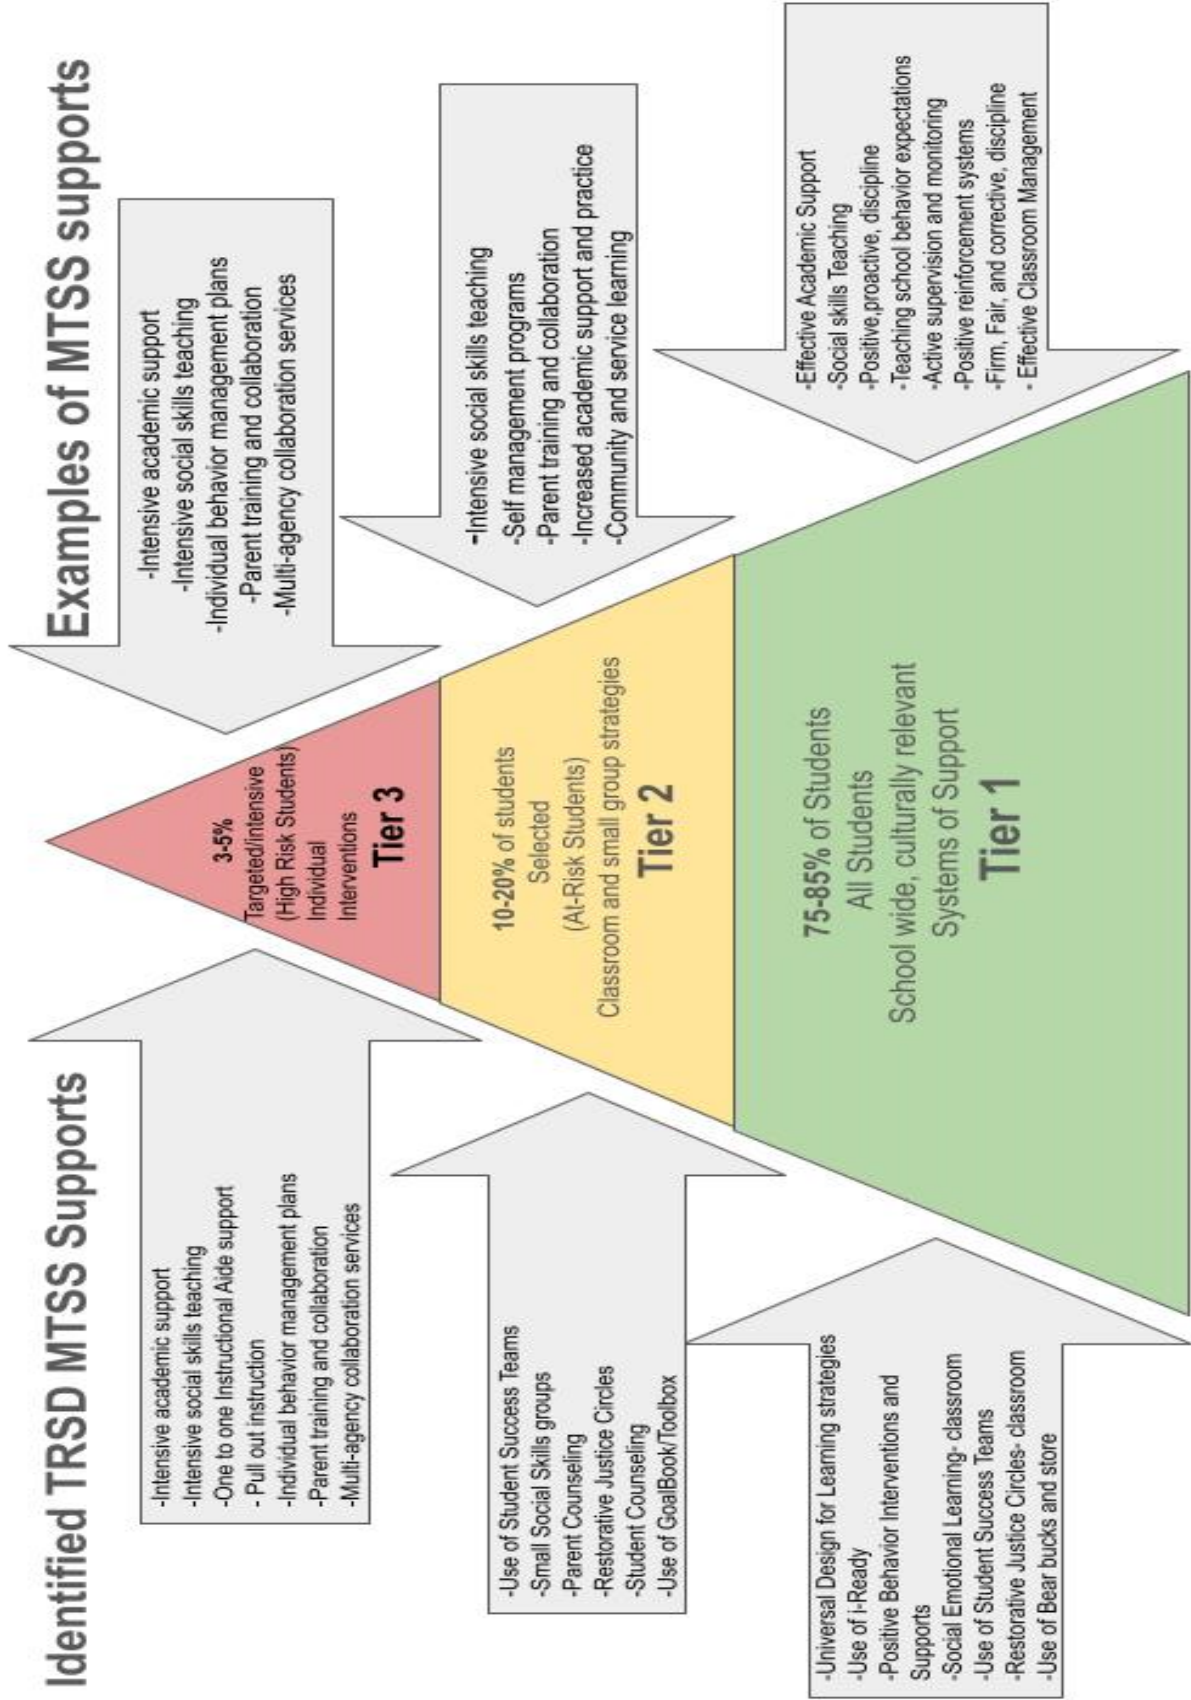 Identified TRSD MTSS Supports
Examples of MTSS supports
-Intensive academic support
-Intensive social skills teaching
-One to one Instructional Aide support
- Pull out instruction
-Individual behavior management plans
-Parent training and collaboration
-Multi-agency collaboration services
3-5%
Targeted/intensive
(High Risk Students)
Individual
Interventions
Tier 3
-Intensive academic support
-Intensive social skills teaching
-Individual behavior management plans
-Parent training and collaboration
-Multi-agency collaboration services
-Use of Student Success Teams
-Small Social Skills groups
-Parent Counseling
-Restorative Justice Circles
-Student Counseling
-Use of GoalBook/Toolbox
10-20% of students
Selected
(At-Risk Students)
Classroom and small group strategies
Tier 2
-Intensive social skills teaching
-Self management programs
-Parent training and collaboration
-Increased academic support and practice
-Community and service learning
-Universal Design for Learning strategies
-Use of i-Ready
-Positive Behavior Interventions and
Supports
-Social Emotional Learning- classroom
-Use of Student Success Teams
-Restorative Justice Circles- classroom
-Use of Bear bucks and store
75-85% of Students
All Students
School wide, culturally relevant
Systems of Support
Tier 1
-Effective Academic Support
-Social skills Teaching
-Positive,proactive, discipline
-Teaching school behavior expectations
-Active supervision and monitoring
-Positive reinforcement systems
-Firm, Fair, and corrective, discipline
- Effective Classroom Management